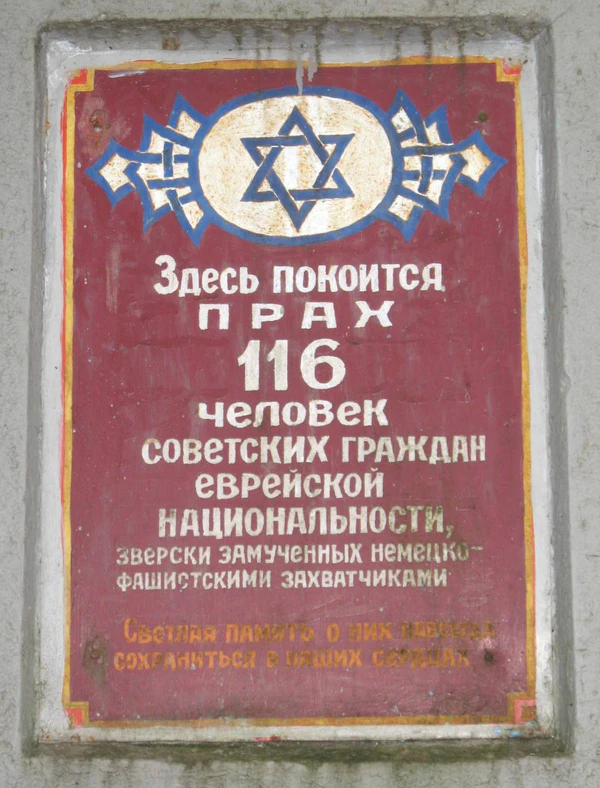 Здесь покоится
ПРАХ
116
человек
советских граждан
еврейской
национальности,
зверски замученных немецко-
фашистскими захватчиками
Светлая память о них навсегда
сохраниться в наших сердцах